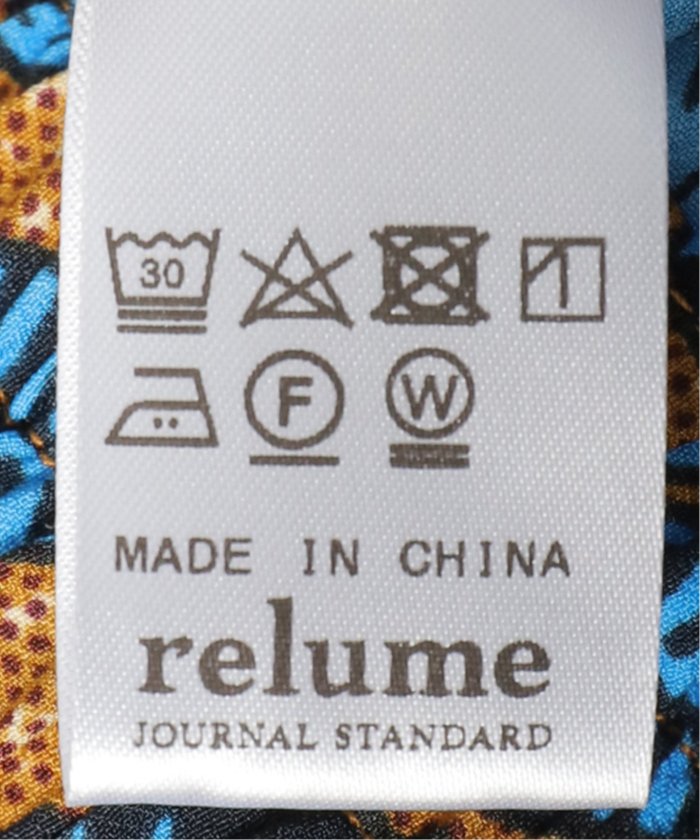 30
F W
MADE IN CHINA
relume
JOURNAL STANDARD